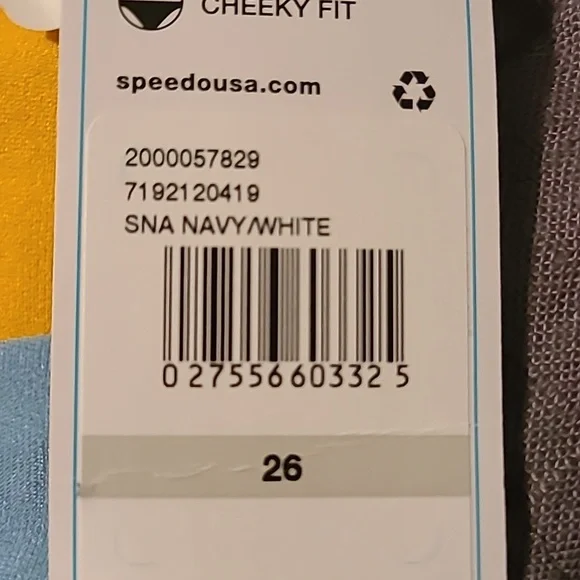 CHEEKY FIT
speedousa.com
2000057829
7192120419
SNA NAVY/WHITE
0 27556 60332 5
26